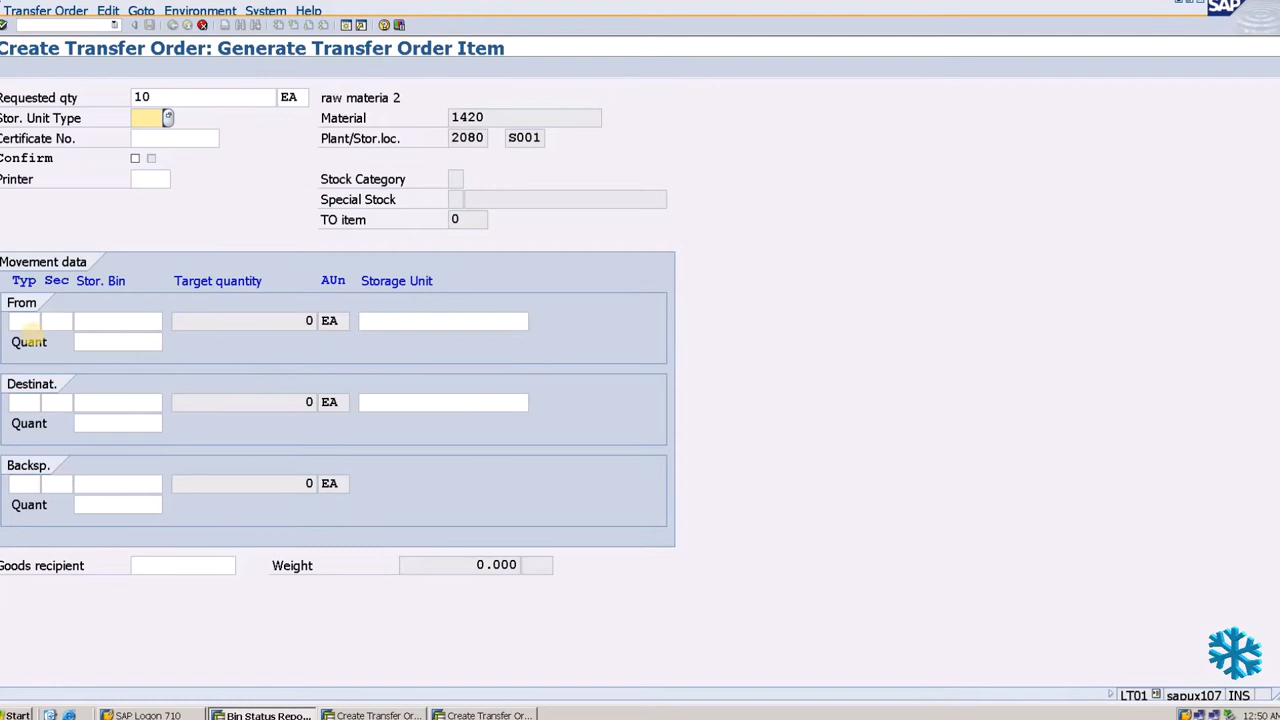 Transfer Order Edit Goto Environment System Help
SAP
Create Transfer Order: Generate Transfer Order Item
Requested qty 10 EA raw materia 2
Stor. Unit Type Material 1420
Certificate No. Plant/Stor.loc. 2080 S001
Confirm
Printer Stock Category
Special Stock
TO item 0
Movement data
Typ Sec Stor. Bin Target quantity AUn Storage Unit
From
0 EA
Quant
Destinat.
0 EA
Quant
Backsp.
0 EA
Quant
Goods recipient Weight 0.000
LT01 sapux107 INS
Start SAP Logon 710 Bin Status Repo... Create Transfer Or... Create Transfer Or... 12:50 AM